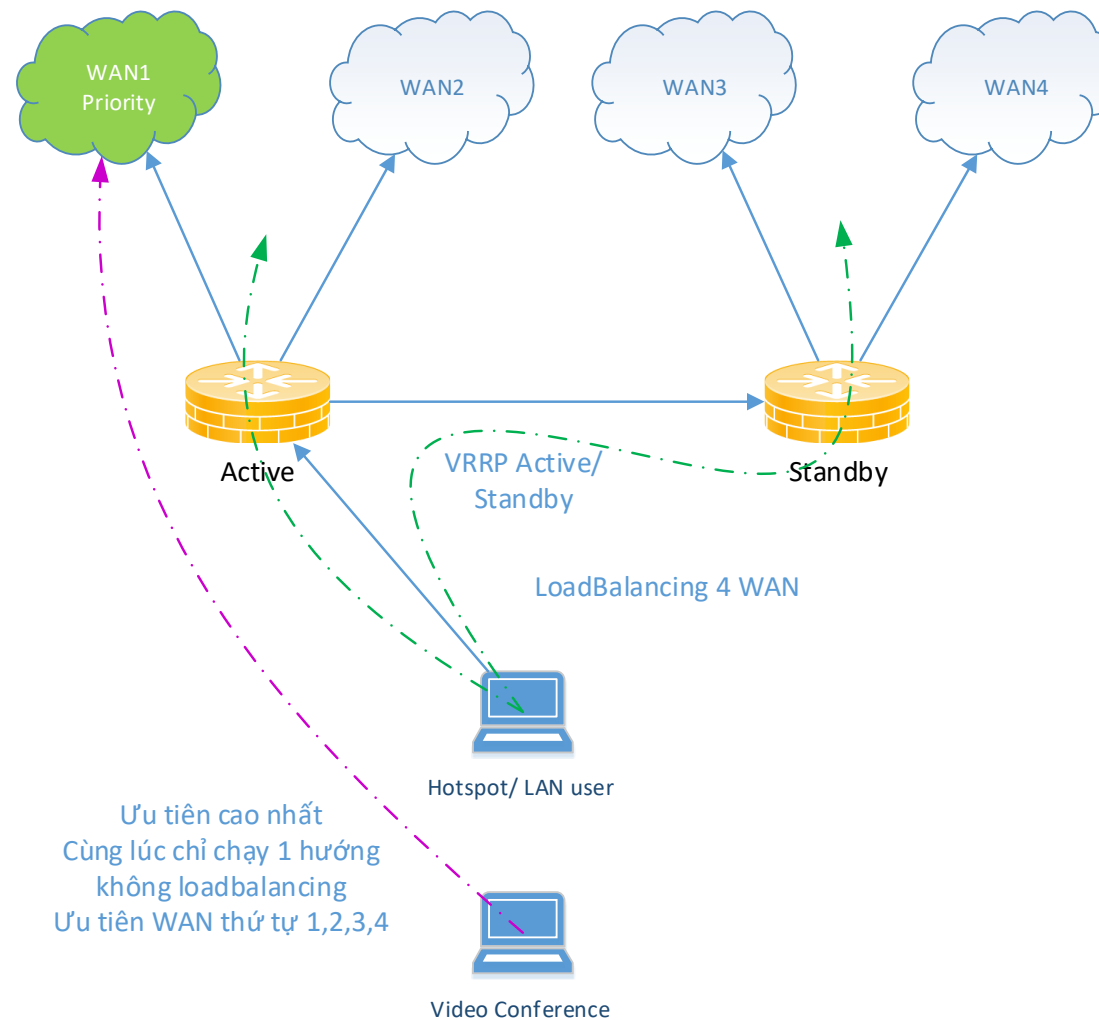 WAN1
Priority
WAN2
WAN3
WAN4
Active
VRRP Active/
Standby
Standby
LoadBalancing 4 WAN
Hotspot/ LAN user
Ưu tiên cao nhất
Cùng lúc chỉ chạy 1 hướng
không loadbalancing
Ưu tiên WAN thứ tự 1,2,3,4
Video Conference